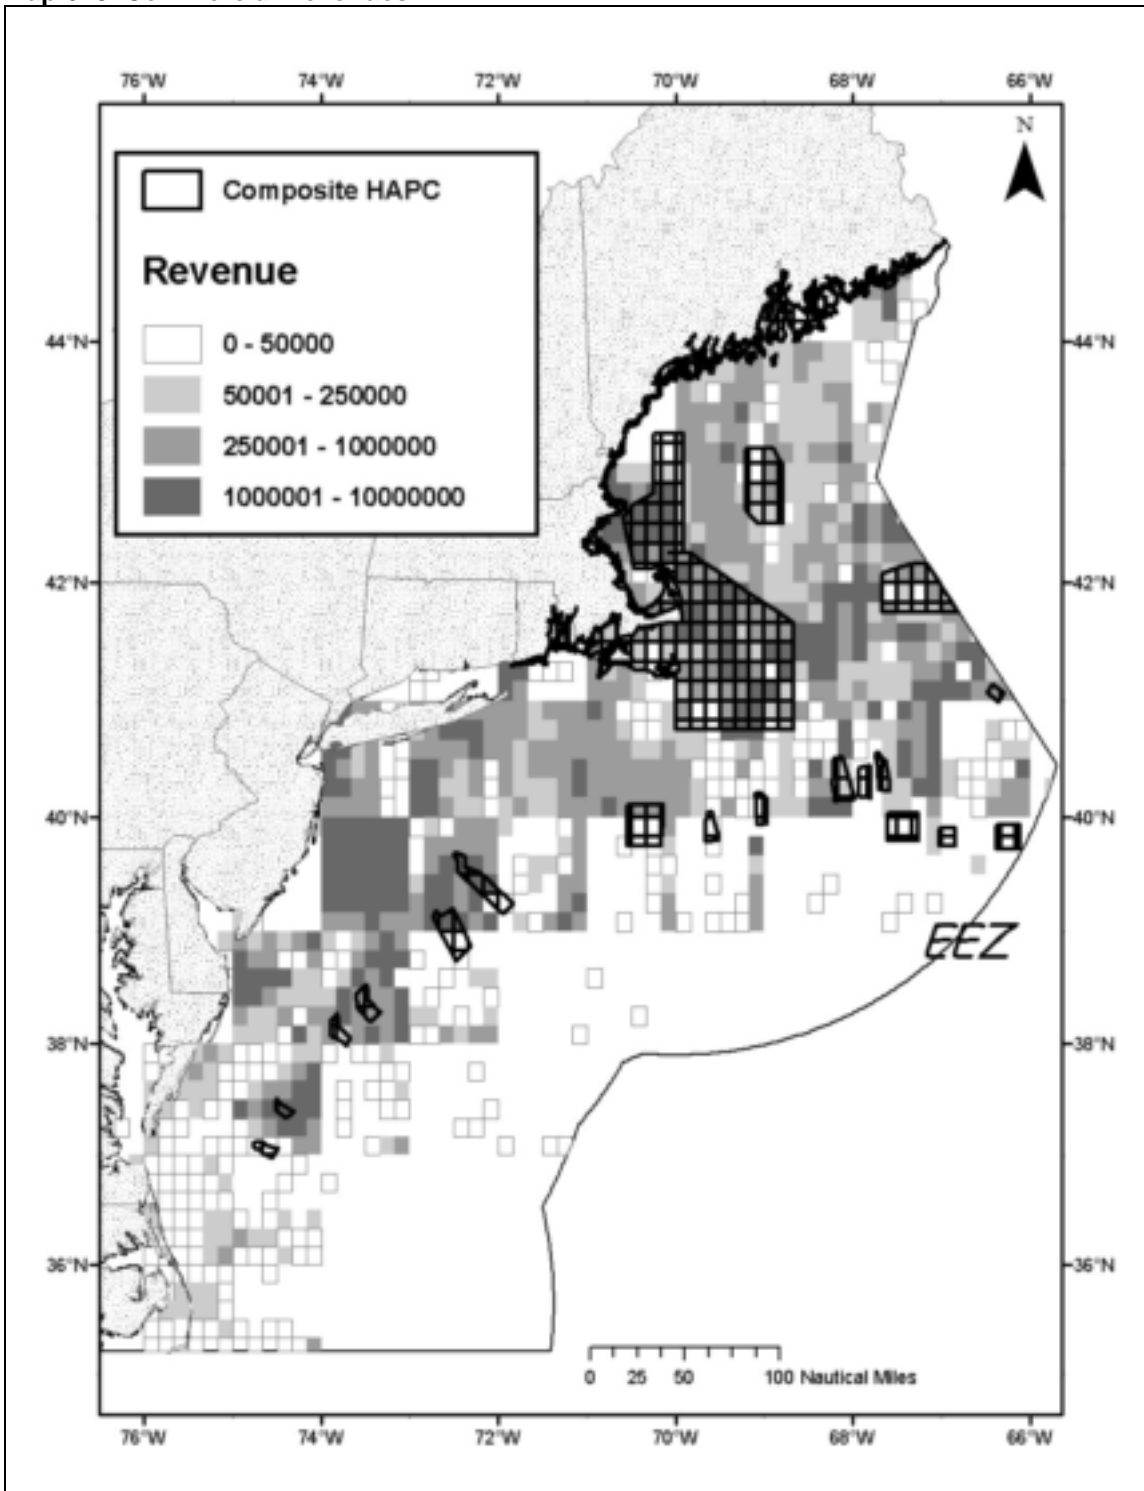 76°W 74°W 72°W 70°W 68°W 66°W
N
Composite HAPC
Revenue
0 - 50000
50001 - 250000
250001 - 1000000
1000001 - 10000000
44°N 44°N
42°N 42°N
40°N 40°N
EEZ
38°N 38°N
36°N 36°N
0 25 50 100 Nautical Miles
76°W 74°W 72°W 70°W 68°W 66°W